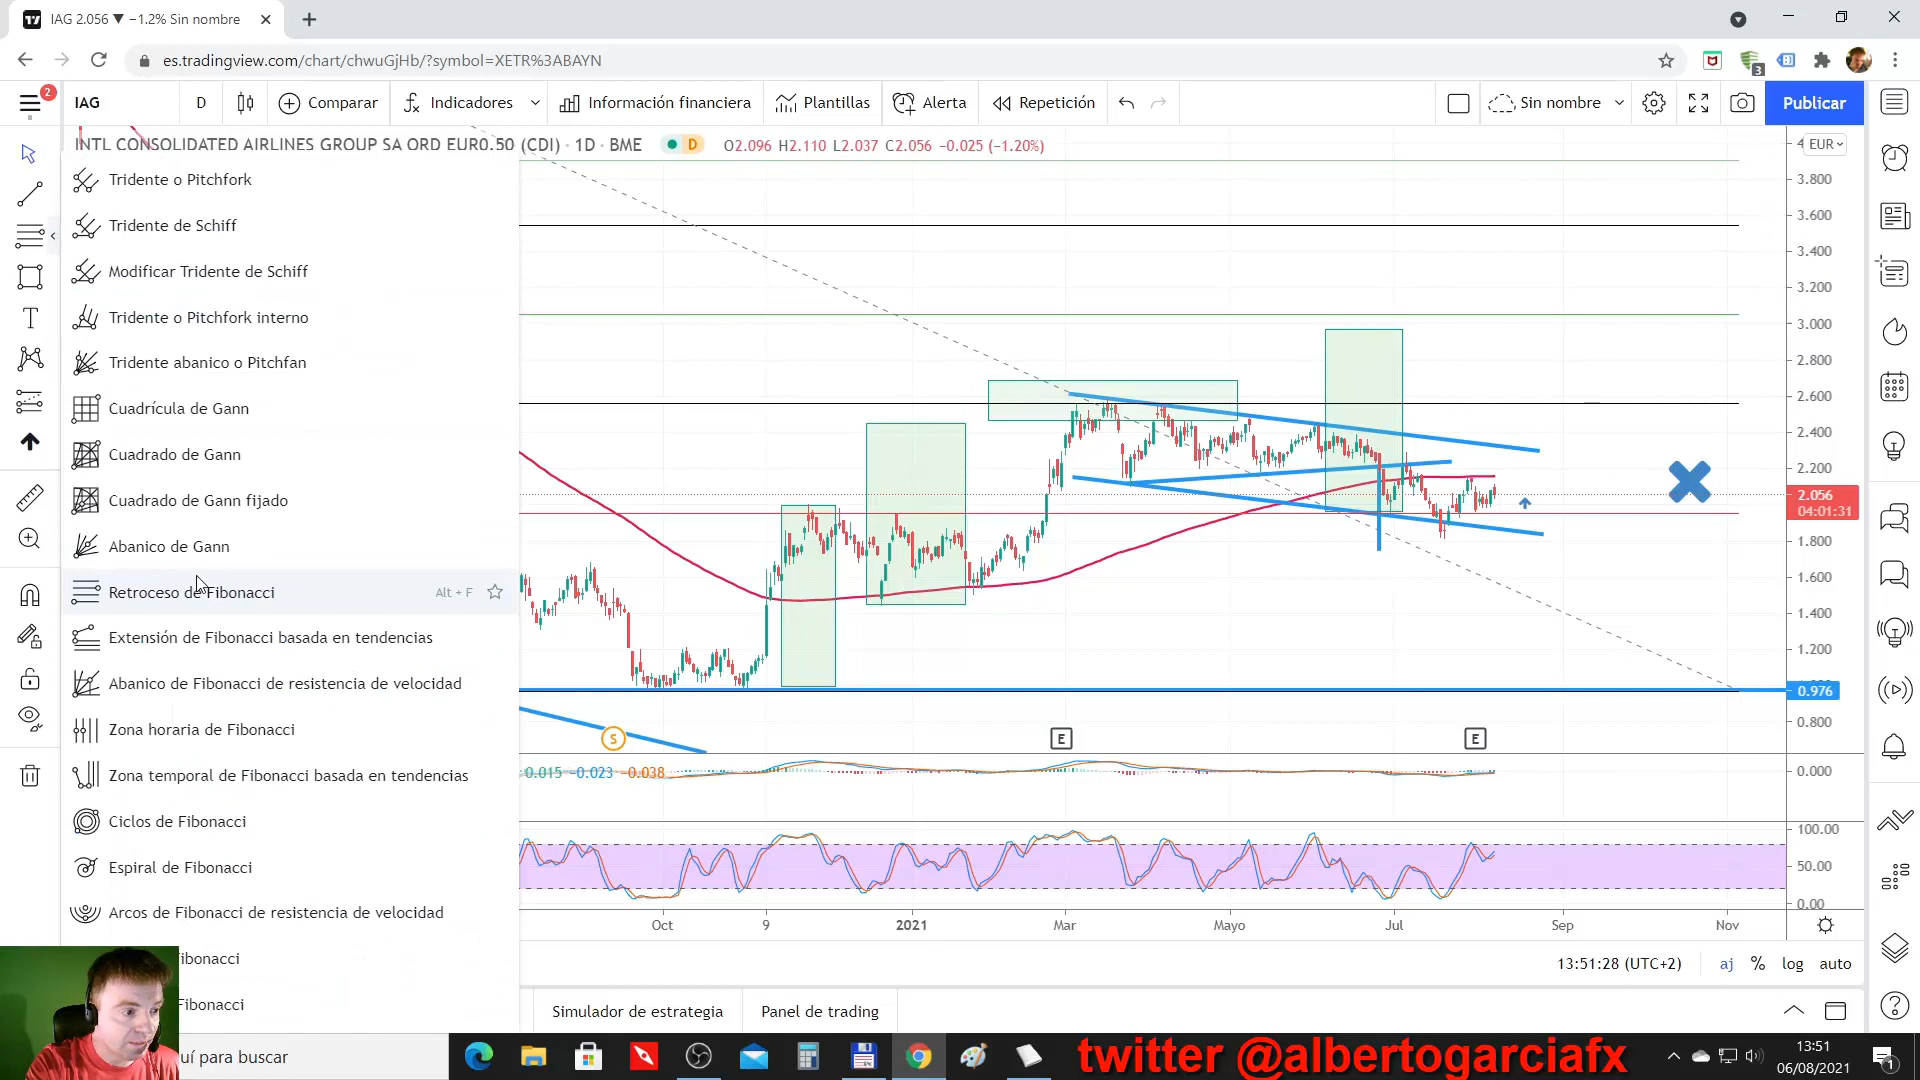 IAG 2.056 ▼ −1.2% Sin nombre
es.tradingview.com/chart/chwuGjHb/?symbol=XETR%3ABAYN
3
2
IAG
D
Comparar
Indicadores
Información financiera
Plantillas
Alerta
Repetición
Sin nombre
Publicar
INTL CONSOLIDATED AIRLINES GROUP SA ORD EUR0.50 (CDI) · 1D · BME
D
O2.096 H2.110 L2.037 C2.056 −0.025 (−1.20%)
EUR
Tridente o Pitchfork
Tridente de Schiff
Modificar Tridente de Schiff
Tridente o Pitchfork interno
Tridente abanico o Pitchfan
Cuadrícula de Gann
Cuadrado de Gann
Cuadrado de Gann fijado
Abanico de Gann
Retroceso de Fibonacci
Alt + F
Extensión de Fibonacci basada en tendencias
Abanico de Fibonacci de resistencia de velocidad
Zona horaria de Fibonacci
Zona temporal de Fibonacci basada en tendencias
Ciclos de Fibonacci
Espiral de Fibonacci
Arcos de Fibonacci de resistencia de velocidad
ibonacci
Fibonacci
3.800
3.600
3.400
3.200
3.000
2.800
2.600
2.400
2.200
2.056
04:01:31
1.800
1.600
1.400
1.200
0.976
0.800
S
E
E
0.015 −0.023 −0.038
0.000
100.00
50.00
0.00
Oct
9
2021
Mar
Mayo
Jul
Sep
Nov
13:51:28 (UTC+2)
aj
%
log
auto
Simulador de estrategia
Panel de trading
uí para buscar
twitter @albertogarciafx
13:51
06/08/2021
1